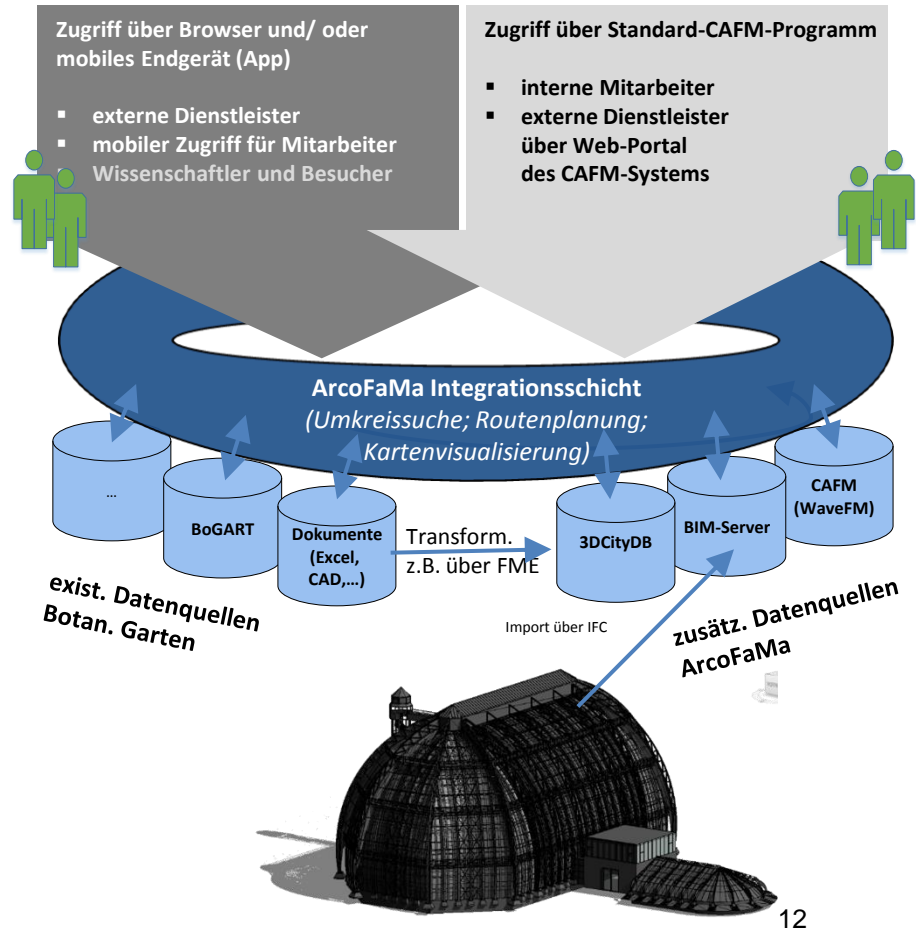 Zugriff über Browser und/ oder
mobiles Endgerät (App)
▪ externe Dienstleister
▪ mobiler Zugriff für Mitarbeiter
▪ Wissenschaftler und Besucher
Zugriff über Standard-CAFM-Programm
▪ interne Mitarbeiter
▪ externe Dienstleister
über Web-Portal
des CAFM-Systems
ArcoFaMa Integrationsschicht
(Umkreissuche; Routenplanung;
Kartenvisualisierung)
...
BoGART
Dokumente
(Excel,
CAD,...)
Transform.
z.B. über FME
3DCityDB
BIM-Server
CAFM
(WaveFM)
exist. Datenquellen
Botan. Garten
Import über IFC
zusätz. Datenquellen
ArcoFaMa
12